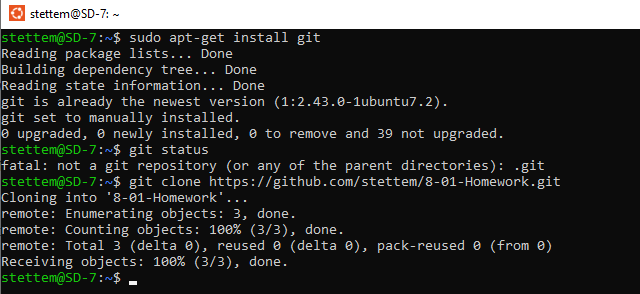 stettem@SD-7: ~
stettem@SD-7:~$ sudo apt-get install git
Reading package lists... Done
Building dependency tree... Done
Reading state information... Done
git is already the newest version (1:2.43.0-1ubuntu7.2).
git set to manually installed.
0 upgraded, 0 newly installed, 0 to remove and 39 not upgraded.
stettem@SD-7:~$ git status
fatal: not a git repository (or any of the parent directories): .git
stettem@SD-7:~$ git clone https://github.com/stettem/8-01-Homework.git
Cloning into '8-01-Homework'...
remote: Enumerating objects: 3, done.
remote: Counting objects: 100% (3/3), done.
remote: Total 3 (delta 0), reused 0 (delta 0), pack-reused 0 (from 0)
Receiving objects: 100% (3/3), done.
stettem@SD-7:~$